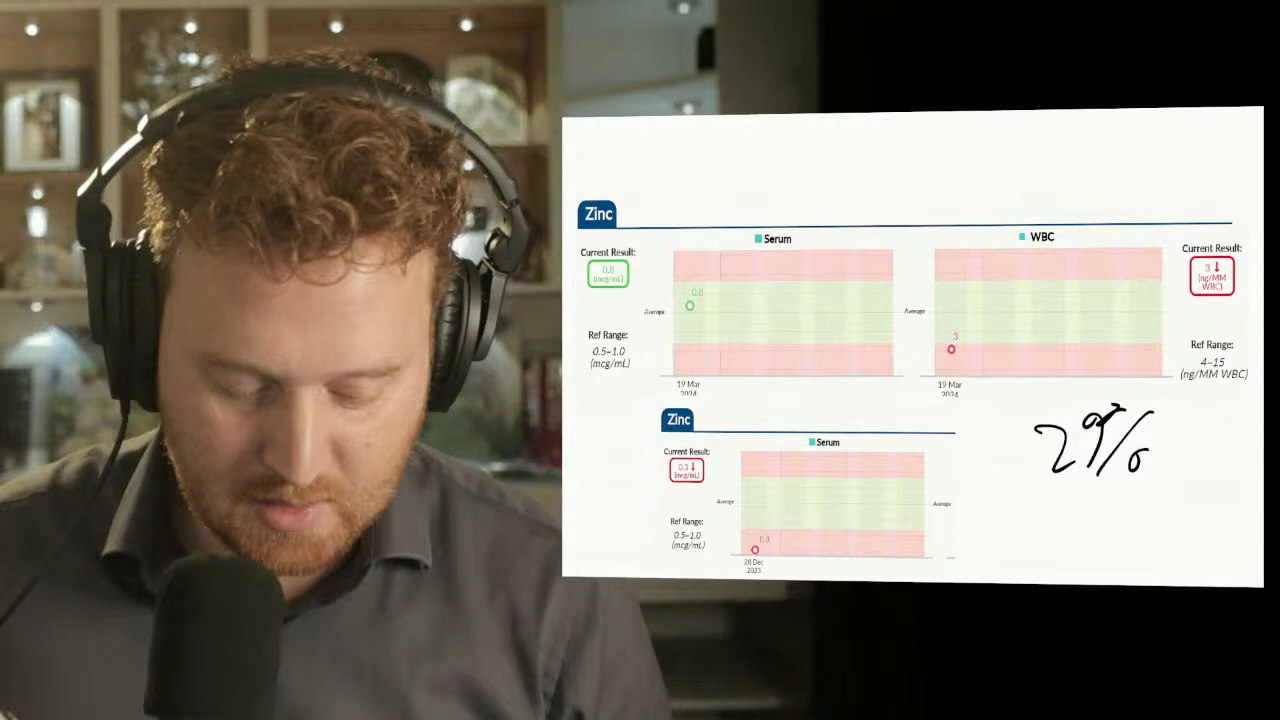 Zinc
Serum
WBC
Current Result:
0.8
(mcg/mL)
0.8
Average
Ref Range:
0.5-1.0
(mcg/mL)
19 Mar
2024
Average
3
19 Mar
2024
Current Result:
3 ↓
(ng/MM
WBC)
Ref Range:
4-15
(ng/MM WBC)
Zinc
Serum
Current Result:
0.3 ↓
(mcg/mL)
Average
Average
Ref Range:
0.5-1.0
(mcg/mL)
0.3
28 Dec
2023
29%